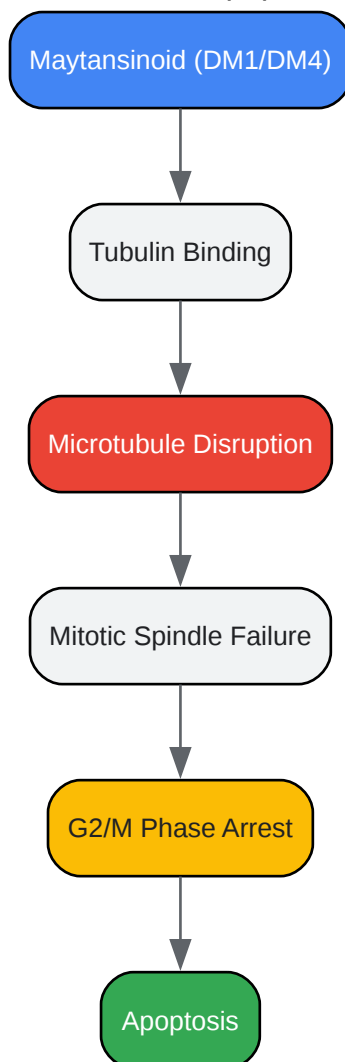 Maytansinoid (DM1/DM4)
Tubulin Binding
Microtubule Disruption
Mitotic Spindle Failure
G2/M Phase Arrest
Apoptosis